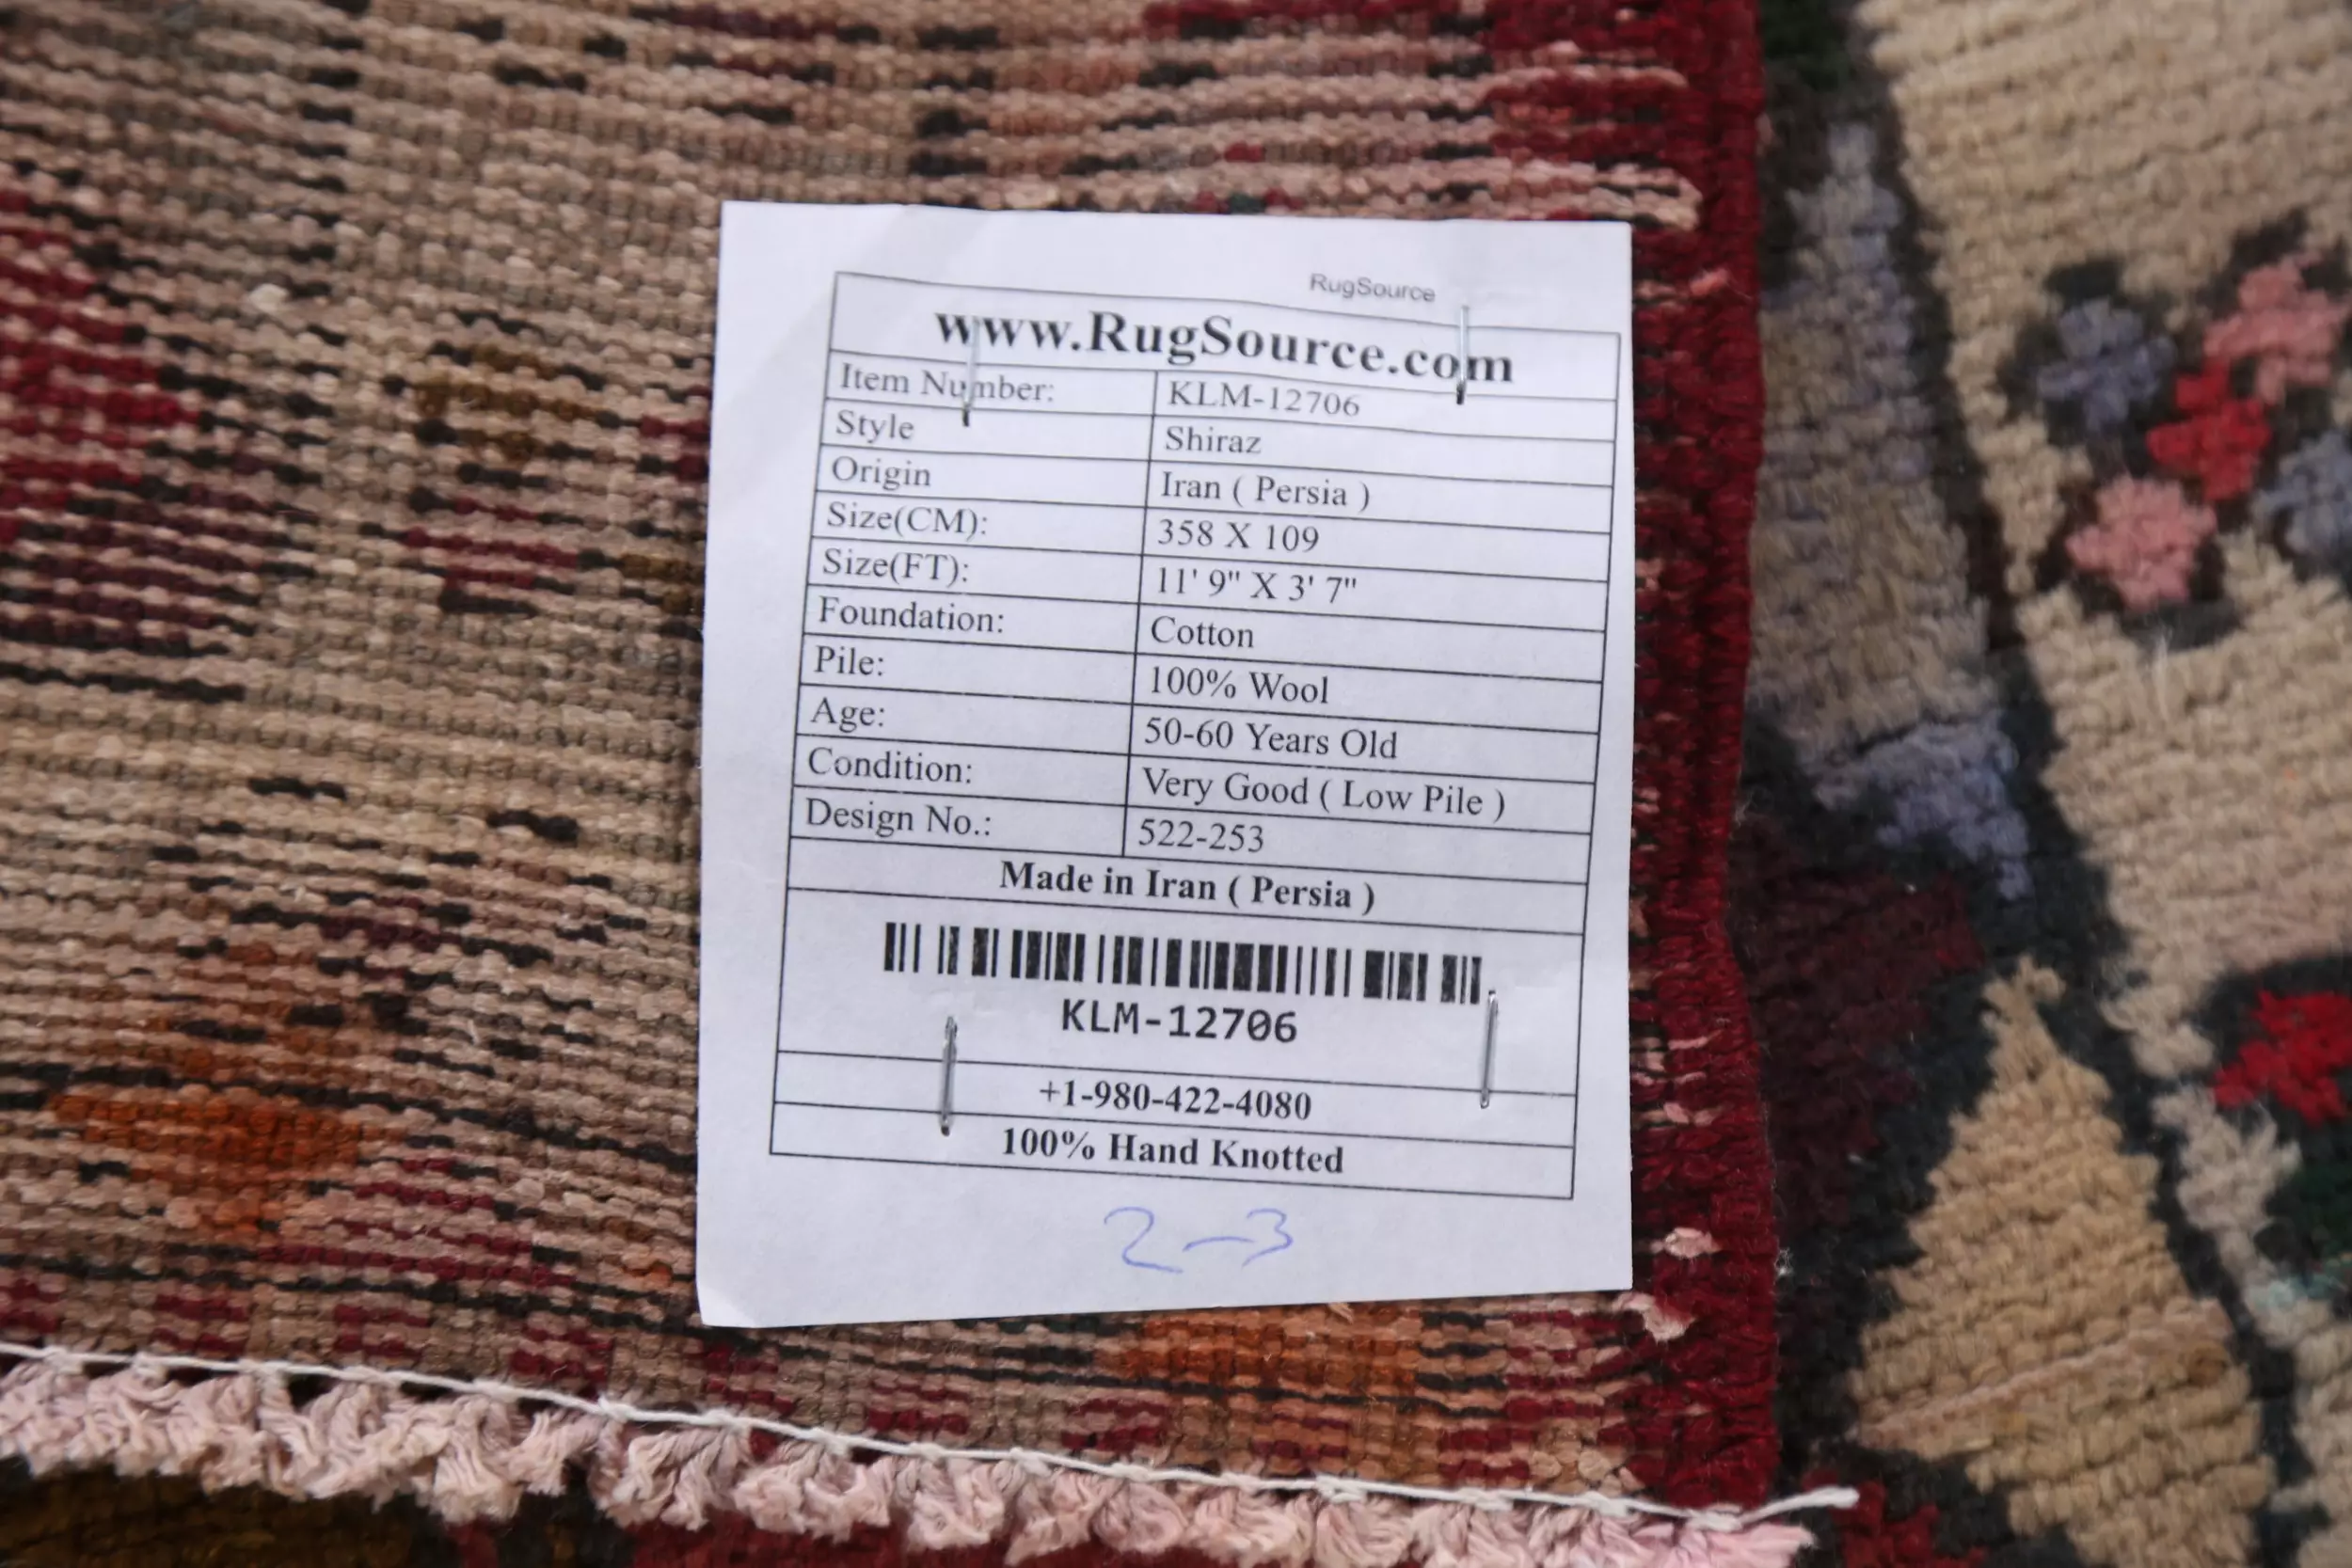 RugSource
www.RugSource.com
Item Number: KLM-12706
Style Shiraz
Origin Iran ( Persia )
Size(CM): 358 X 109
Size(FT): 11' 9" X 3' 7"
Foundation: Cotton
Pile: 100% Wool
Age: 50-60 Years Old
Condition: Very Good ( Low Pile )
Design No.: 522-253
Made in Iran ( Persia )
KLM-12706
+1-980-422-4080
100% Hand Knotted
2-3